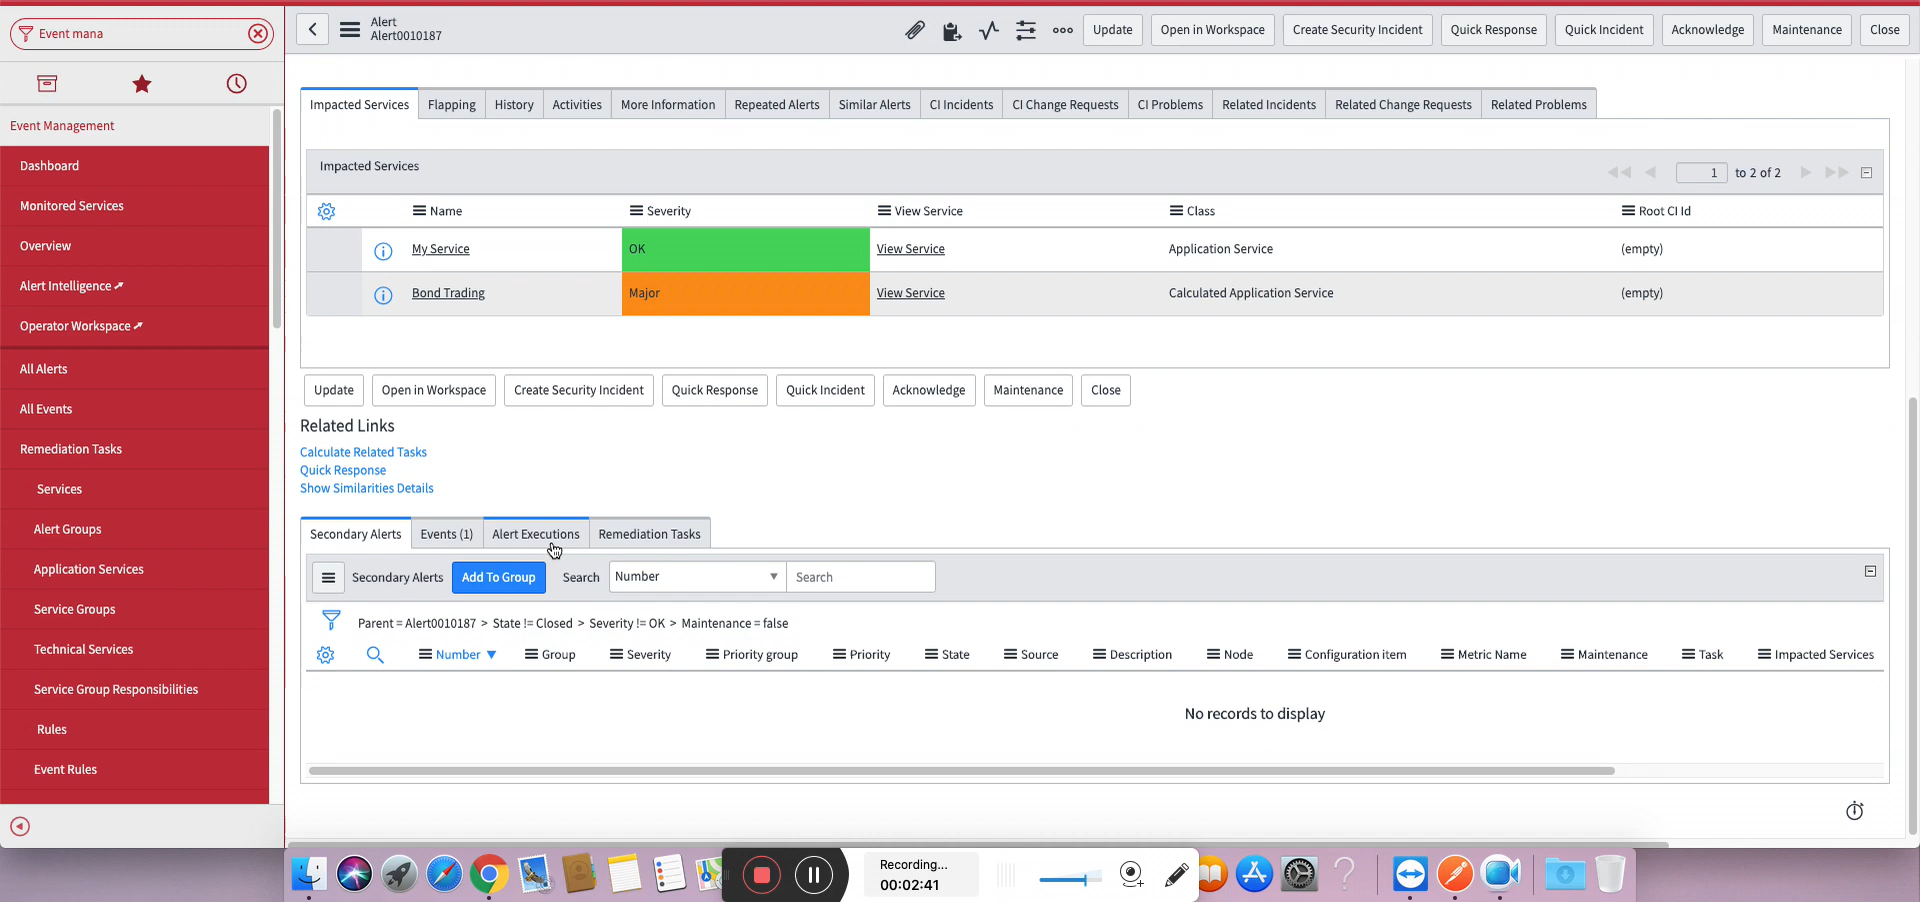 Event mana
Alert
Alert0010187
Update
Open in Workspace
Create Security Incident
Quick Response
Quick Incident
Acknowledge
Maintenance
Close
Event Management
Dashboard
Monitored Services
Overview
Alert Intelligence
Operator Workspace
All Alerts
All Events
Remediation Tasks
Services
Alert Groups
Application Services
Service Groups
Technical Services
Service Group Responsibilities
Rules
Event Rules
Impacted Services
Flapping
History
Activities
More Information
Repeated Alerts
Similar Alerts
CI Incidents
CI Change Requests
CI Problems
Related Incidents
Related Change Requests
Related Problems
Impacted Services
1 to 2 of 2
Name Severity View Service Class Root CI Id
My Service OK View Service Application Service (empty)
Bond Trading Major View Service Calculated Application Service (empty)
Update
Open in Workspace
Create Security Incident
Quick Response
Quick Incident
Acknowledge
Maintenance
Close
Related Links
Calculate Related Tasks
Quick Response
Show Similarities Details
Secondary Alerts
Events (1)
Alert Executions
Remediation Tasks
Secondary Alerts Add To Group Search Number Search
Parent = Alert0010187 > State != Closed > Severity != OK > Maintenance = false
Number Group Severity Priority group Priority State Source Description Node Configuration item Metric Name Maintenance Task Impacted Services
No records to display
Recording...
00:02:41